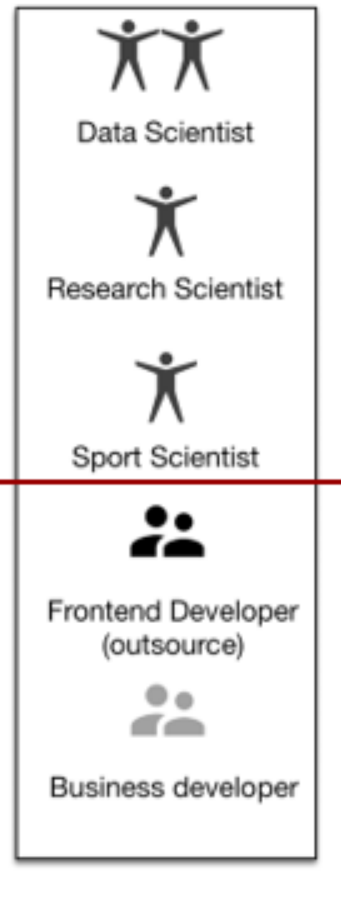 Data Scientist
Research Scientist
Sport Scientist
Frontend Developer
(outsource)
Business developer